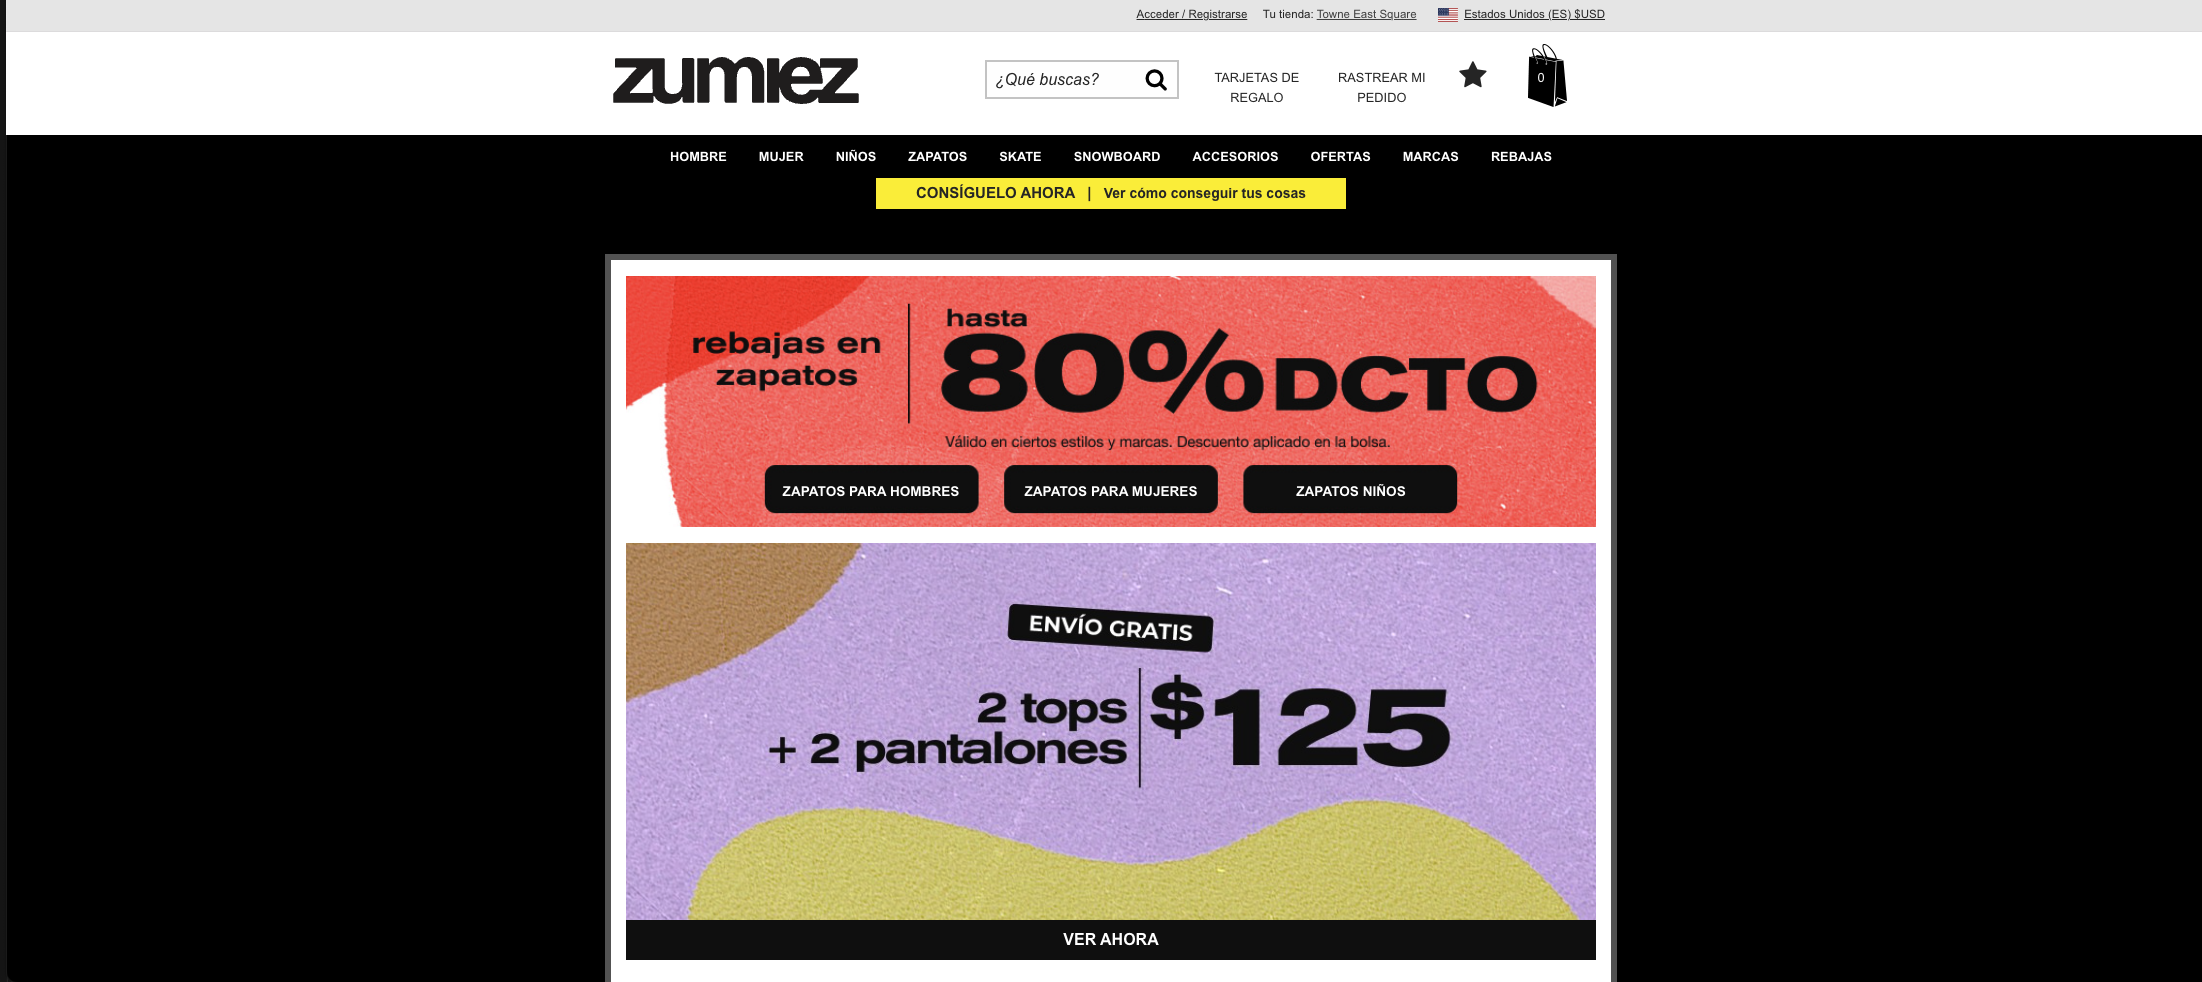 Acceder / Registrarse Tu tienda: Towne East Square Estados Unidos (ES) $USD
zumiez
¿Qué buscas?
TARJETAS DE
REGALO
RASTREAR MI
PEDIDO
0
HOMBRE MUJER NIÑOS ZAPATOS SKATE SNOWBOARD ACCESORIOS OFERTAS MARCAS REBAJAS
CONSÍGUELO AHORA | Ver cómo conseguir tus cosas
rebajas en
zapatos
hasta
80% DCTO
Válido en ciertos estilos y marcas. Descuento aplicado en la bolsa.
ZAPATOS PARA HOMBRES ZAPATOS PARA MUJERES ZAPATOS NIÑOS
ENVÍO GRATIS
2 tops
+ 2 pantalones
$125
VER AHORA